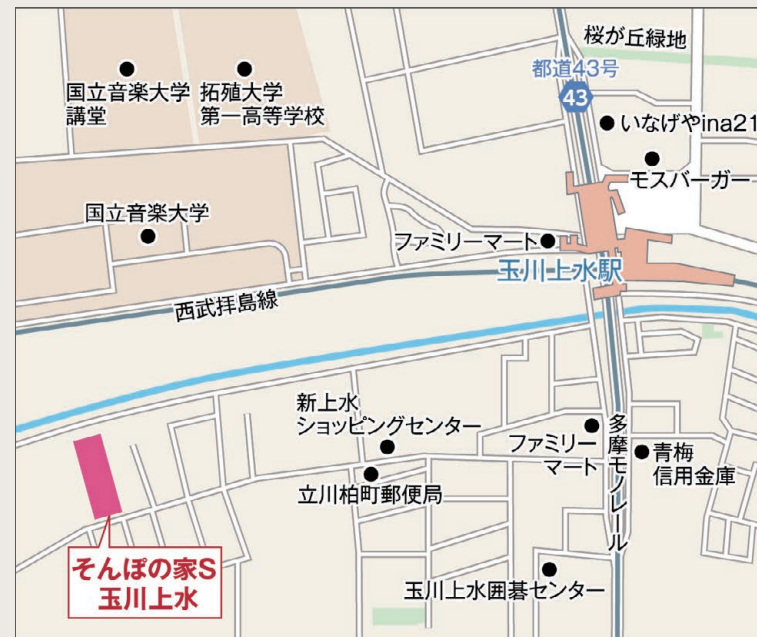 桜が丘緑地
都道43号
43
国立音楽大学
講堂
拓殖大学
第一高等学校
いなげやina21
モスバーガー
国立音楽大学
ファミリーマート
玉川上水駅
西武拝島線
新上水
ショッピングセンター
ファミリー
マート
多摩モノレール
青梅
信用金庫
立川柏町郵便局
そんぽの家S
玉川上水
玉川上水囲碁センター